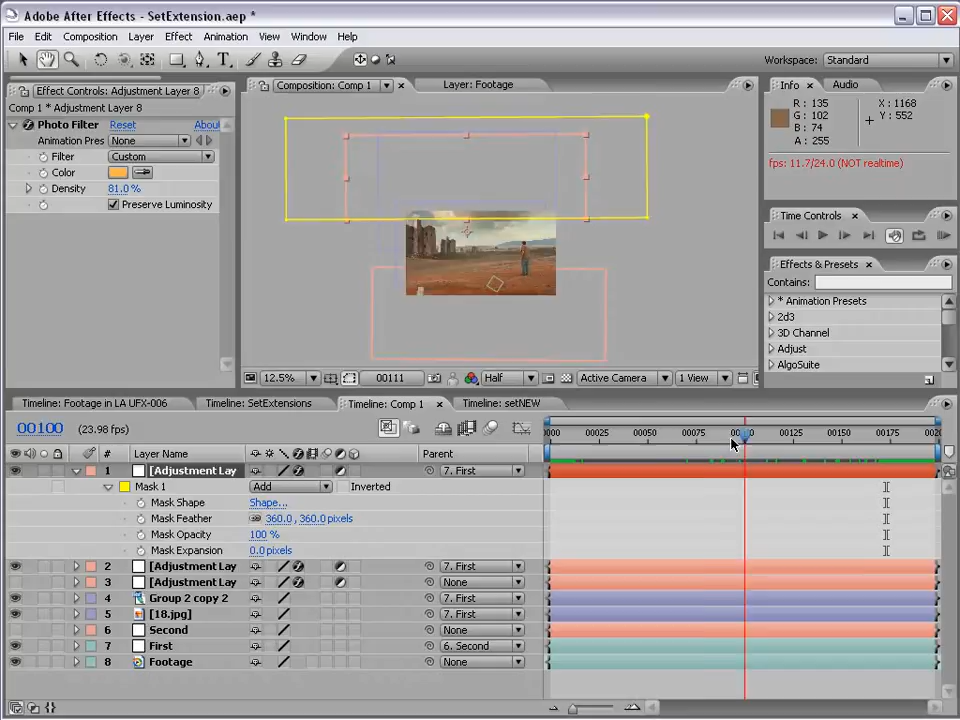 Adobe After Effects - SetExtension.aep *
File Edit Composition Layer Effect Animation View Window Help
Workspace: Standard
Effect Controls: Adjustment Layer 8
Comp 1 * Adjustment Layer 8
Photo Filter Reset Abou
Animation Pres None
Filter Custom
Color
Density 81.0 %
Preserve Luminosity
Composition: Comp 1 Layer: Footage
12.5% 00111 Half Active Camera 1 View
Info Audio
R: 135 X: 1168
G: 102 Y: 552
B: 74
A: 255
fps: 11.7/24.0 (NOT realtime)
Time Controls
Effects & Presets
Contains:
* Animation Presets
2d3
3D Channel
Adjust
AlgoSuite
Timeline: Footage in LA UFX-006 Timeline: SetExtensions Timeline: Comp 1 Timeline: setNEW
00100 (23.98 fps)
# Layer Name Parent
0000 00025 00050 00075 00125 00150 00175 0020
1 [Adjustment Lay 7. First
Mask 1 Add Inverted
Mask Shape Shape...
Mask Feather 360.0, 360.0 pixels
Mask Opacity 100 %
Mask Expansion 0.0 pixels
2 [Adjustment Lay 7. First
3 [Adjustment Lay None
4 Group 2 copy 2 7. First
5 [18.jpg] 7. First
6 Second None
7 First 6. Second
8 Footage None